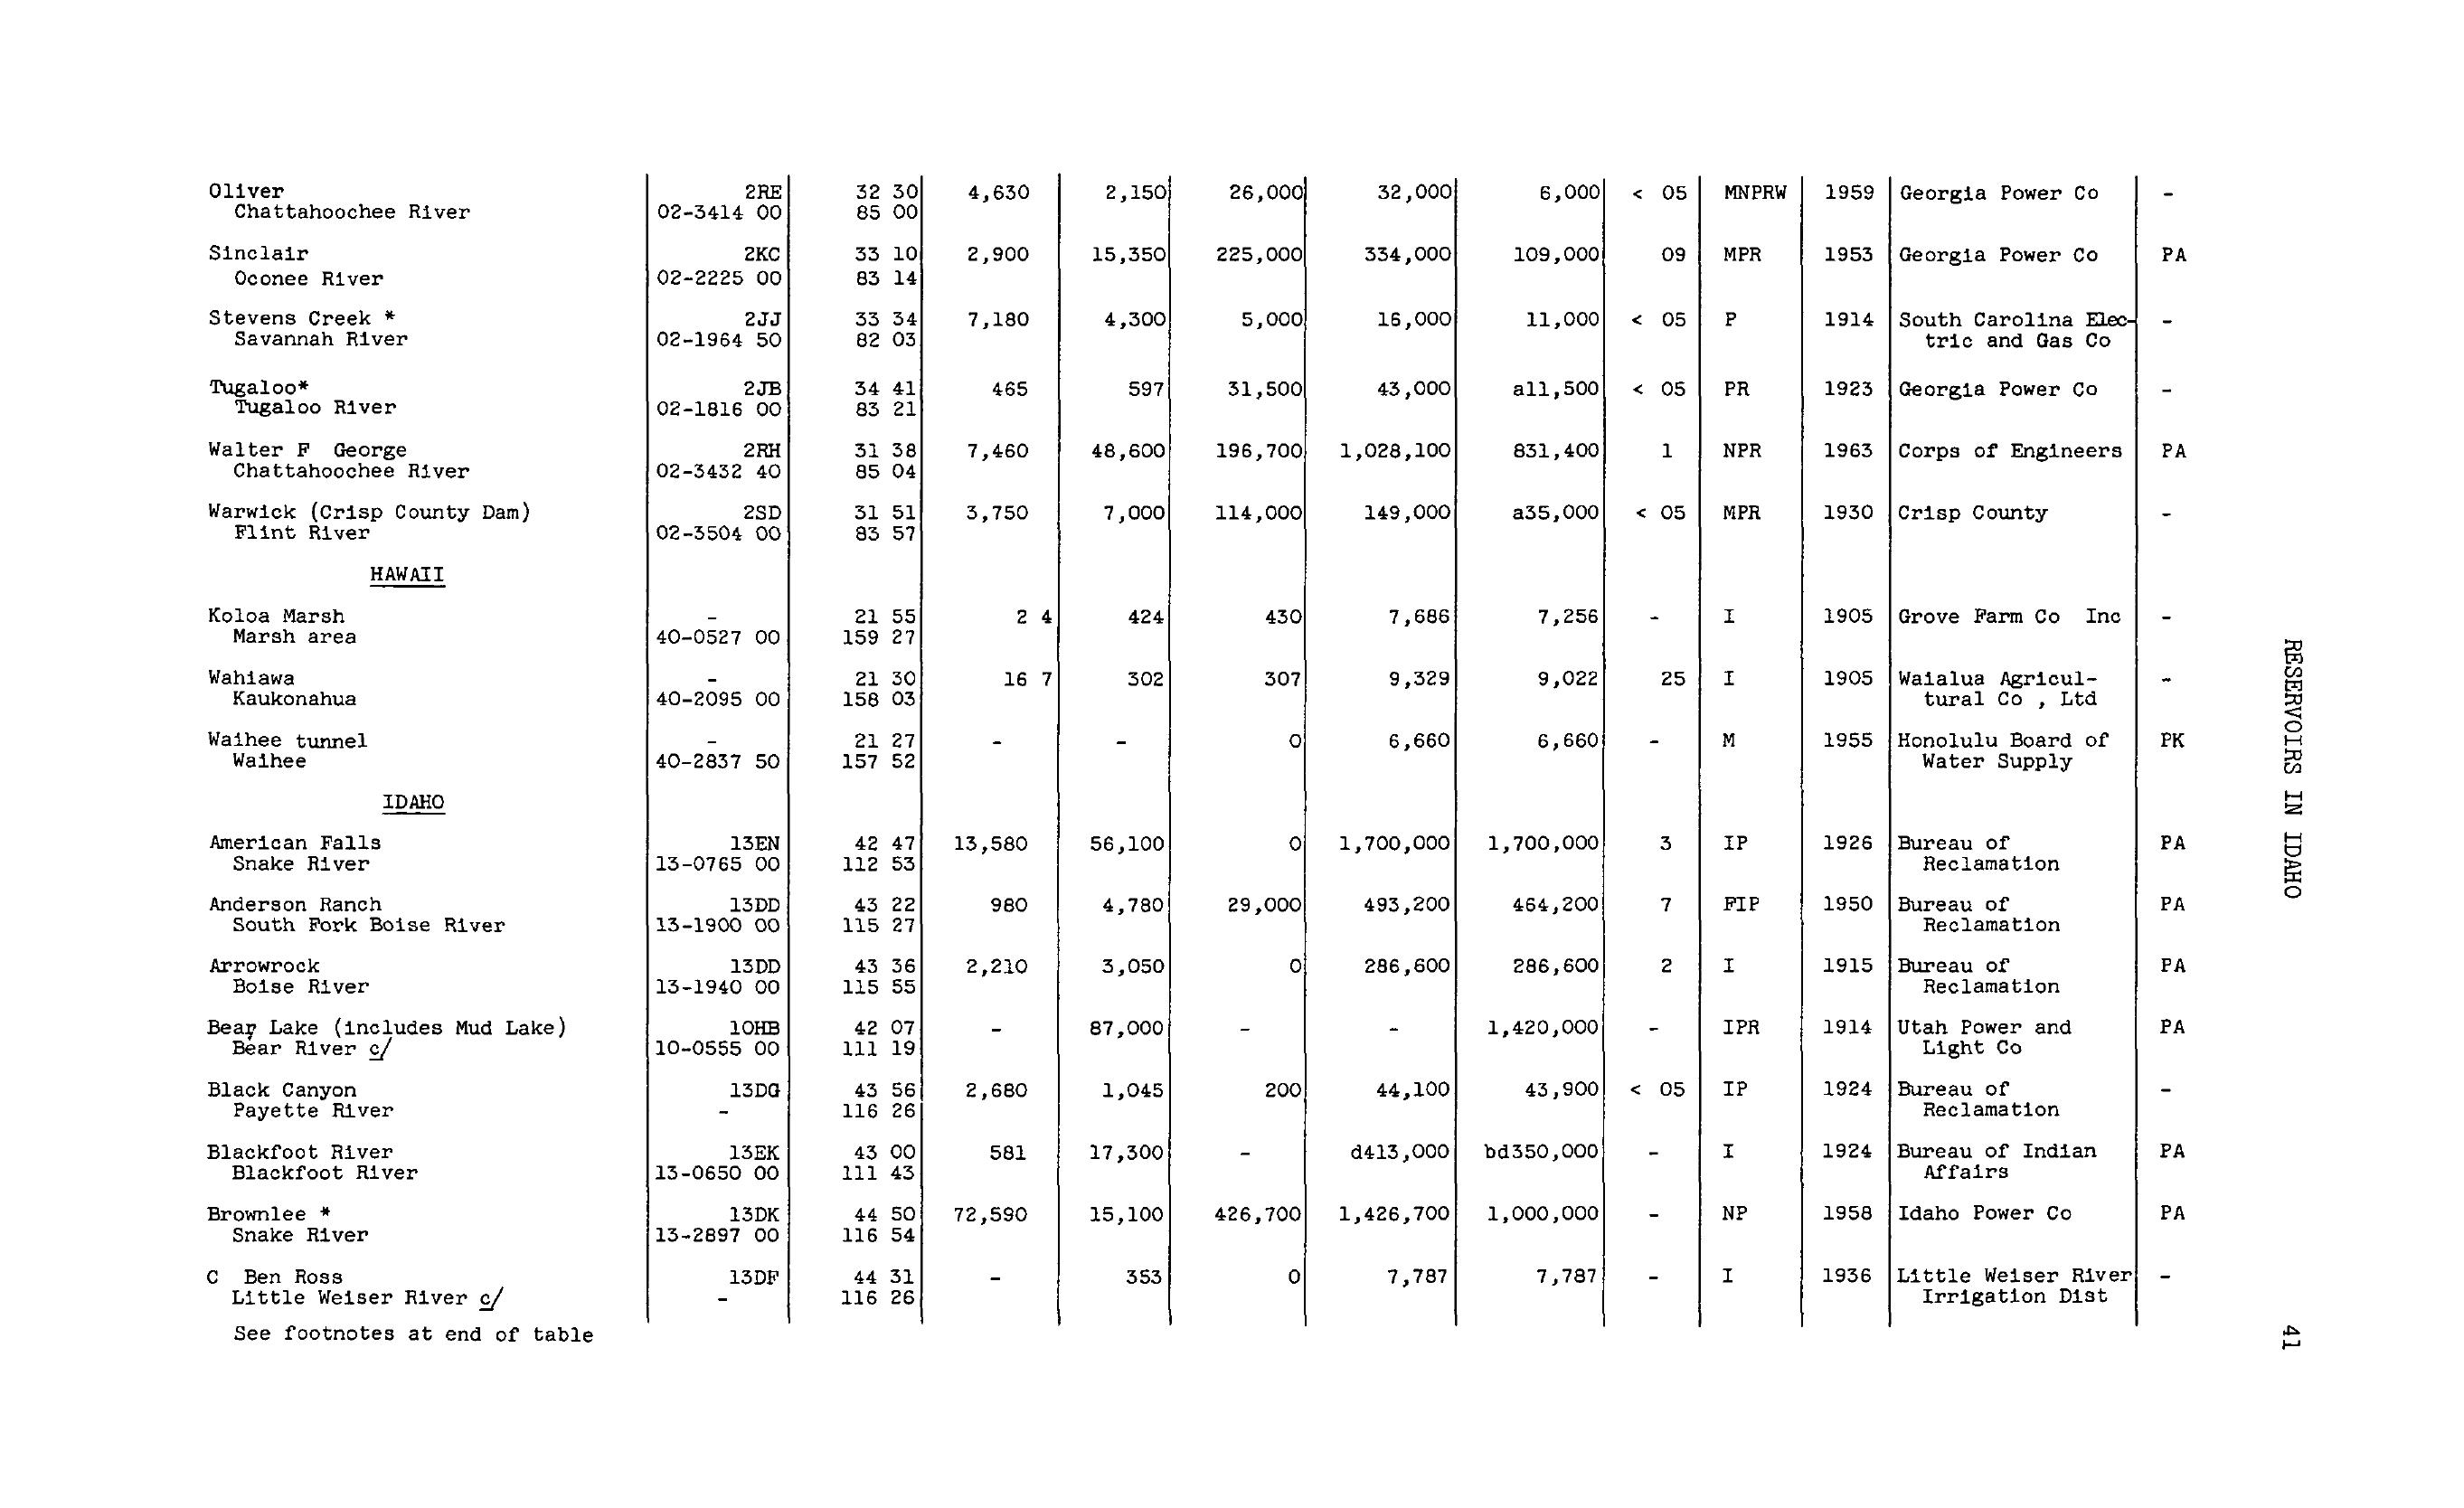 Oliver 2RE 32 30 4,630 2,150 26,000 32,000 6,000 < 05 MNPRW 1959 Georgia Power Co -
Chattahoochee River 02-3414 00 85 00
Sinclair 2KC 33 10 2,900 15,350 225,000 334,000 109,000 09 MPR 1953 Georgia Power Co PA
Oconee River 02-2225 00 83 14
Stevens Creek * 2JJ 33 34 7,180 4,300 5,000 16,000 11,000 < 05 P 1914 South Carolina Elec- -
Savannah River 02-1964 50 82 03 tric and Gas Co
Tugaloo* 2JB 34 41 465 597 31,500 43,000 a11,500 < 05 PR 1923 Georgia Power Co -
Tugaloo River 02-1816 00 83 21
Walter F George 2RH 31 38 7,460 48,600 196,700 1,028,100 831,400 1 NPR 1963 Corps of Engineers PA
Chattahoochee River 02-3432 40 85 04
Warwick (Crisp County Dam) 2SD 31 51 3,750 7,000 114,000 149,000 a35,000 < 05 MPR 1930 Crisp County -
Flint River 02-3504 00 83 57
HAWAII
Koloa Marsh - 21 55 2 4 424 430 7,686 7,256 - I 1905 Grove Farm Co Inc -
Marsh area 40-0527 00 159 27
Wahiawa - 21 30 16 7 302 307 9,329 9,022 25 I 1905 Waialua Agricul- -
Kaukonahua 40-2095 00 158 03 tural Co , Ltd
Waihee tunnel - 21 27 - - 0 6,660 6,660 - M 1955 Honolulu Board of PK
Waihee 40-2837 50 157 52 Water Supply
IDAHO
American Falls 13EN 42 47 13,580 56,100 0 1,700,000 1,700,000 3 IP 1926 Bureau of PA
Snake River 13-0765 00 112 53 Reclamation
Anderson Ranch 13DD 43 22 980 4,780 29,000 493,200 464,200 7 FIP 1950 Bureau of PA
South Fork Boise River 13-1900 00 115 27 Reclamation
Arrowrock 13DD 43 36 2,210 3,050 0 286,600 286,600 2 I 1915 Bureau of PA
Boise River 13-1940 00 115 55 Reclamation
Bear Lake (includes Mud Lake) 10HB 42 07 - 87,000 - - 1,420,000 - IPR 1914 Utah Power and PA
Bear River c/ 10-0555 00 111 19 Light Co
Black Canyon 13DG 43 56 2,680 1,045 200 44,100 43,900 < 05 IP 1924 Bureau of -
Payette River - 116 26 Reclamation
Blackfoot River 13EK 43 00 581 17,300 - d413,000 bd350,000 - I 1924 Bureau of Indian PA
Blackfoot River 13-0650 00 111 43 Affairs
Brownlee * 13DK 44 50 72,590 15,100 426,700 1,426,700 1,000,000 - NP 1958 Idaho Power Co PA
Snake River 13-2897 00 116 54
C Ben Ross 13DF 44 31 - 353 0 7,787 7,787 - I 1936 Little Weiser River -
Little Weiser River c/ - 116 26 Irrigation Dist
See footnotes at end of table
RESERVOIRS IN IDAHO
41